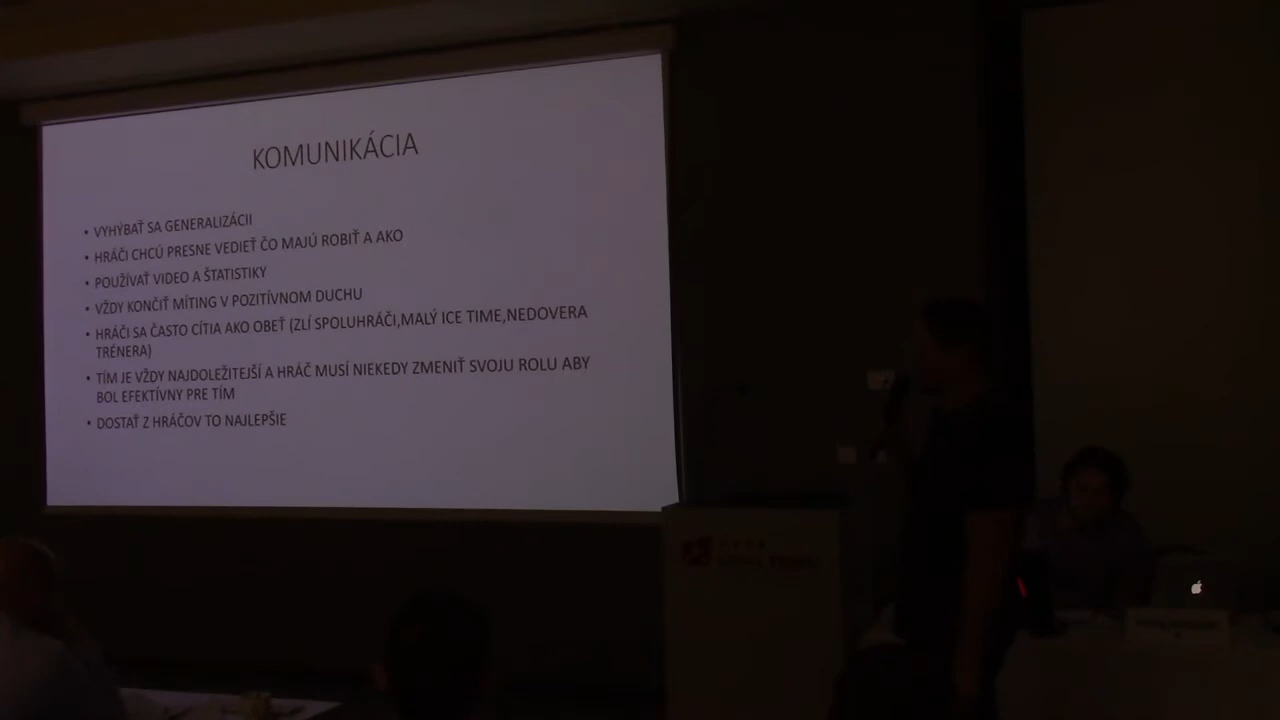 KOMUNIKÁCIA
• VYHÝBAŤ SA GENERALIZÁCII
• HRÁČI CHCÚ PRESNE VEDIEŤ ČO MAJÚ ROBIŤ A AKO
• POUŽÍVAŤ VIDEO A ŠTATISTIKY
• VŽDY KONČIŤ MÍTING V POZITÍVNOM DUCHU
• HRÁČI SA ČASTO CÍTIA AKO OBEŤ (ZLÍ SPOLUHRÁČI,MALÝ ICE TIME,NEDOVERA
TRÉNERA)
• TÍM JE VŽDY NAJDOLEŽITEJŠÍ A HRÁČ MUSÍ NIEKEDY ZMENIŤ SVOJU ROLU ABY
BOL EFEKTÍVNY PRE TÍM
• DOSTAŤ Z HRÁČOV TO NAJLEPŠIE